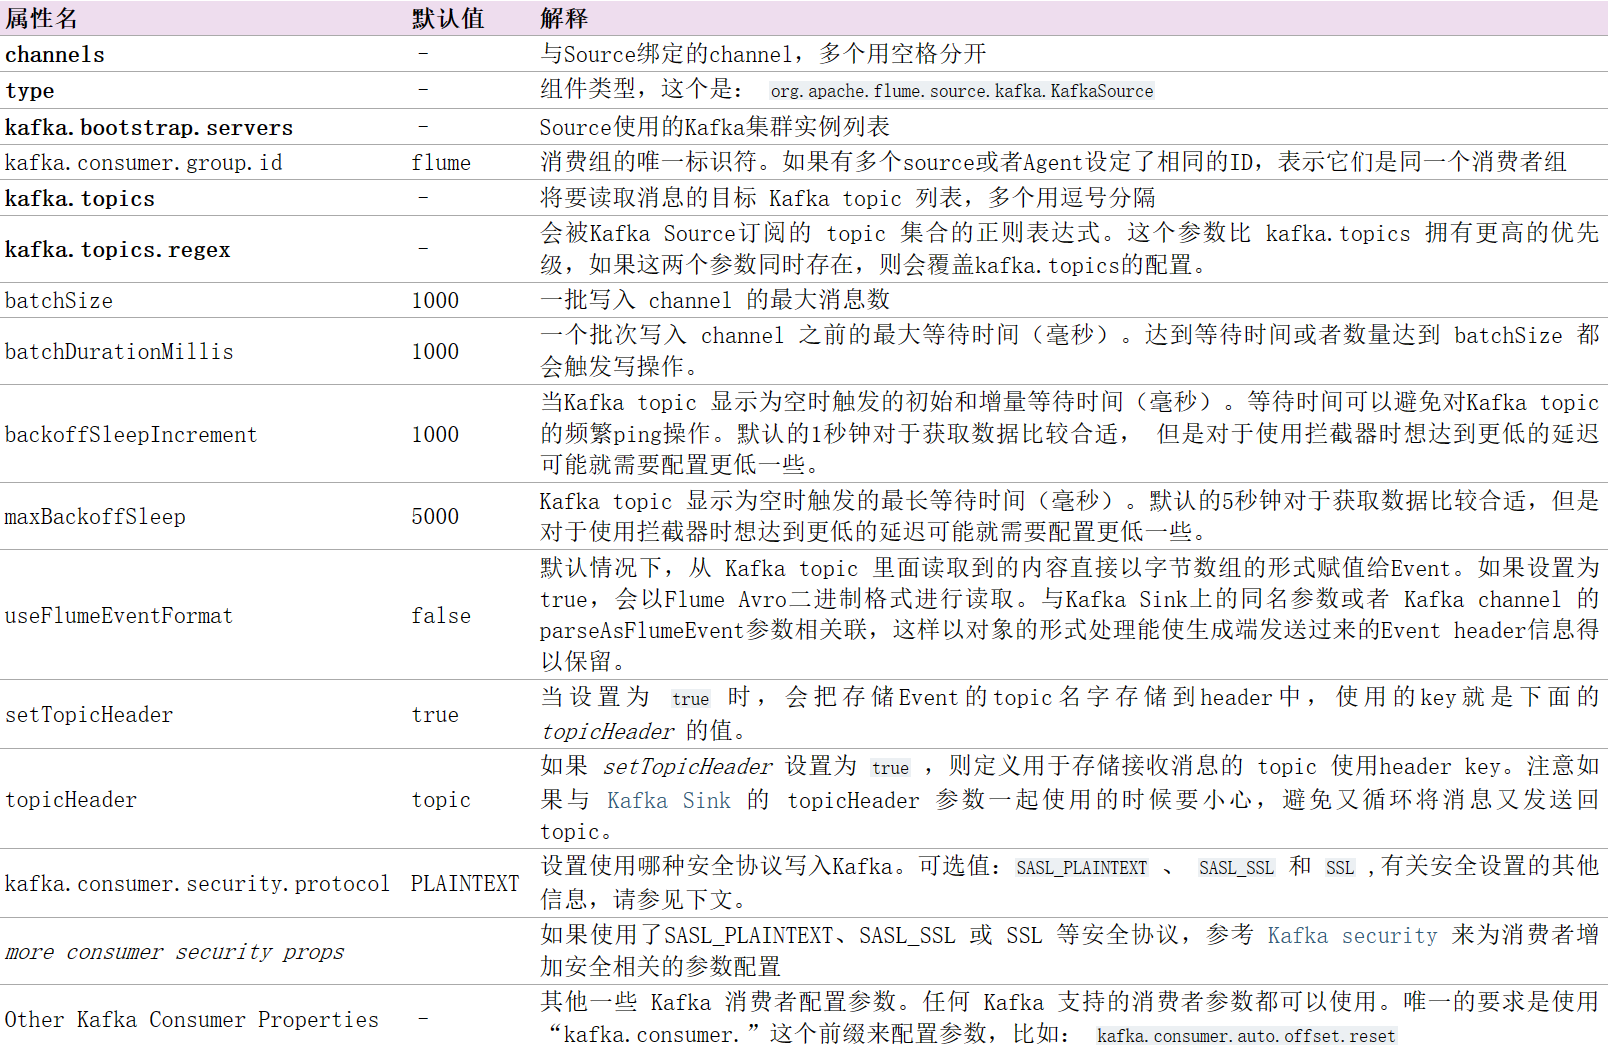 属性名 默认值 解释
channels - 与Source绑定的channel，多个用空格分开
type - 组件类型，这个是： org.apache.flume.source.kafka.KafkaSource
kafka.bootstrap.servers - Source使用的Kafka集群实例列表
kafka.consumer.group.id flume 消费组的唯一标识符。如果有多个source或者Agent设定了相同的ID，表示它们是同一个消费者组
kafka.topics - 将要读取消息的目标 Kafka topic 列表，多个用逗号分隔
kafka.topics.regex - 会被Kafka Source订阅的 topic 集合的正则表达式。这个参数比 kafka.topics 拥有更高的优先
级，如果这两个参数同时存在，则会覆盖kafka.topics的配置。
batchSize 1000 一批写入 channel 的最大消息数
batchDurationMillis 1000 一个批次写入 channel 之前的最大等待时间（毫秒）。达到等待时间或者数量达到 batchSize 都
会触发写操作。
backoffSleepIncrement 1000 当Kafka topic 显示为空时触发的初始和增量等待时间（毫秒）。等待时间可以避免对Kafka topic
的频繁ping操作。默认的1秒钟对于获取数据比较合适， 但是对于使用拦截器时想达到更低的延迟
可能就需要配置更低一些。
maxBackoffSleep 5000 Kafka topic 显示为空时触发的最长等待时间（毫秒）。默认的5秒钟对于获取数据比较合适，但是
对于使用拦截器时想达到更低的延迟可能就需要配置更低一些。
useFlumeEventFormat false 默认情况下，从 Kafka topic 里面读取到的内容直接以字节数组的形式赋值给Event。如果设置为
true，会以Flume Avro二进制格式进行读取。与Kafka Sink上的同名参数或者 Kafka channel 的
parseAsFlumeEvent参数相关联，这样以对象的形式处理能使生成端发送过来的Event header信息得
以保留。
setTopicHeader true 当设置为 true 时，会把存储Event的topic名字存储到header中，使用的key就是下面的
topicHeader 的值。
topicHeader topic 如果 setTopicHeader 设置为 true ，则定义用于存储接收消息的 topic 使用header key。注意如
果与 Kafka Sink 的 topicHeader 参数一起使用的时候要小心，避免又循环将消息又发送回
topic。
kafka.consumer.security.protocol PLAINTEXT 设置使用哪种安全协议写入Kafka。可选值：SASL_PLAINTEXT 、 SASL_SSL 和 SSL ,有关安全设置的其他
信息，请参见下文。
more consumer security props 如果使用了SASL_PLAINTEXT、SASL_SSL 或 SSL 等安全协议，参考 Kafka security 来为消费者增
加安全相关的参数配置
Other Kafka Consumer Properties - 其他一些 Kafka 消费者配置参数。任何 Kafka 支持的消费者参数都可以使用。唯一的要求是使用
“kafka.consumer.”这个前缀来配置参数，比如： kafka.consumer.auto.offset.reset